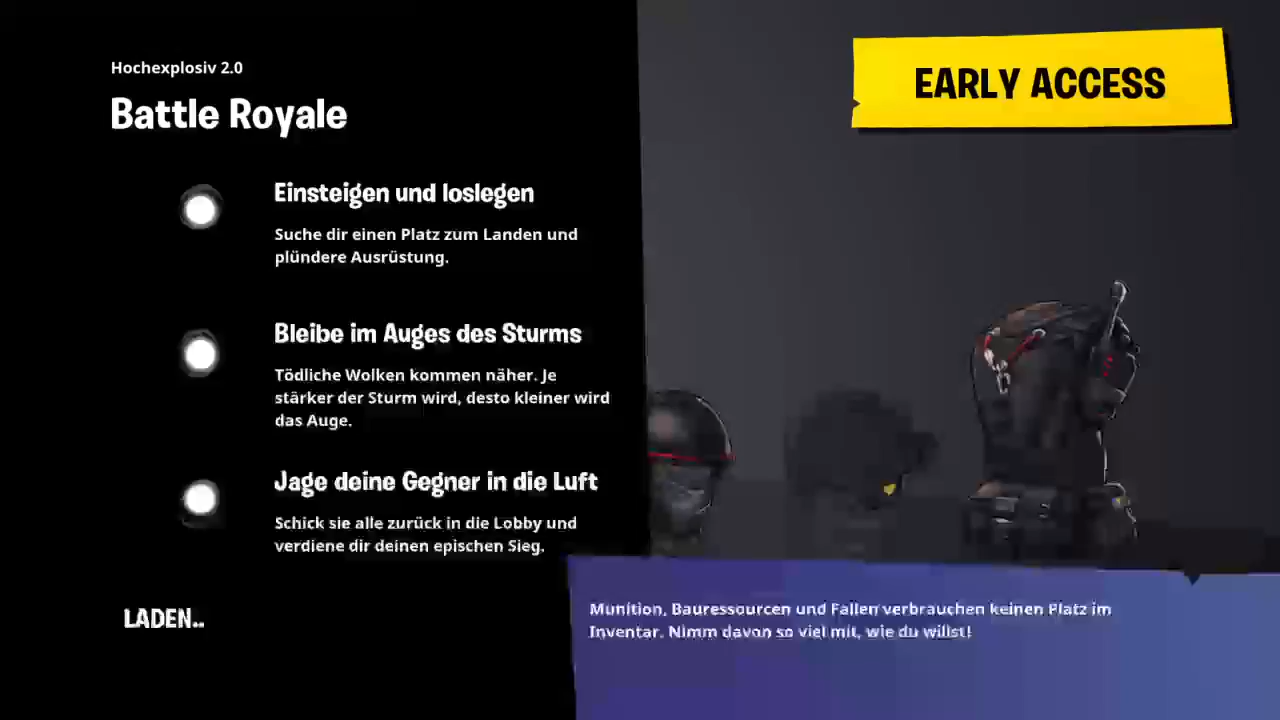 Hochexplosiv 2.0
Battle Royale
EARLY ACCESS
Einsteigen und loslegen
Suche dir einen Platz zum Landen und
plündere Ausrüstung.
Bleibe im Auges des Sturms
Tödliche Wolken kommen näher. Je
stärker der Sturm wird, desto kleiner wird
das Auge.
Jage deine Gegner in die Luft
Schick sie alle zurück in die Lobby und
verdiene dir deinen epischen Sieg.
LADEN..
Munition, Bauressourcen und Fallen verbrauchen keinen Platz im
Inventar. Nimm davon so viel mit, wie du willst!